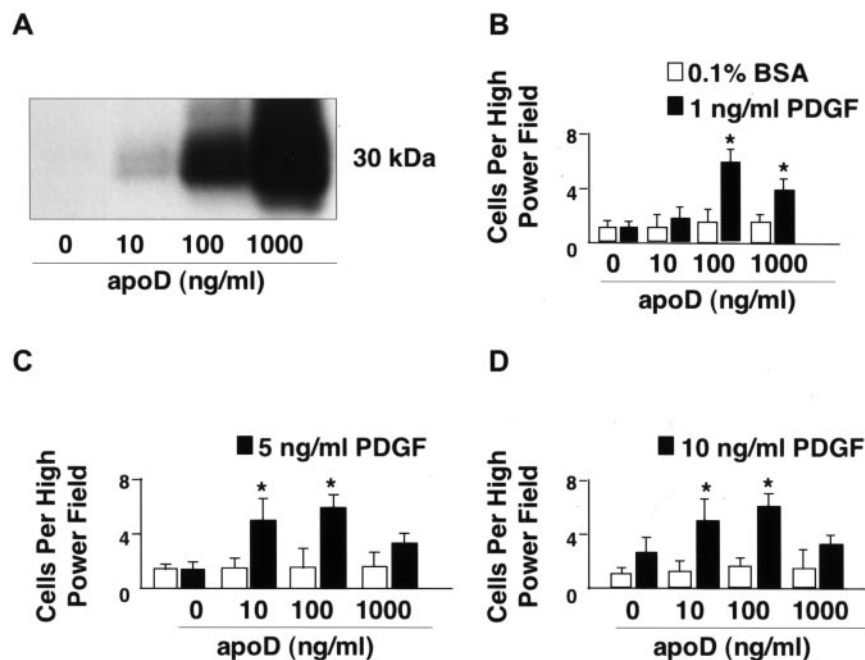 A
30 kDa
0 10 100 1000
apoD (ng/ml)
B
0.1% BSA
1 ng/ml PDGF
Cells Per High
Power Field
8
4
0
* *
0 10 100 1000
apoD (ng/ml)
C
5 ng/ml PDGF
Cells Per High
Power Field
8
4
0
* *
0 10 100 1000
apoD (ng/ml)
D
10 ng/ml PDGF
Cells Per High
Power Field
8
4
0
* *
0 10 100 1000
apoD (ng/ml)